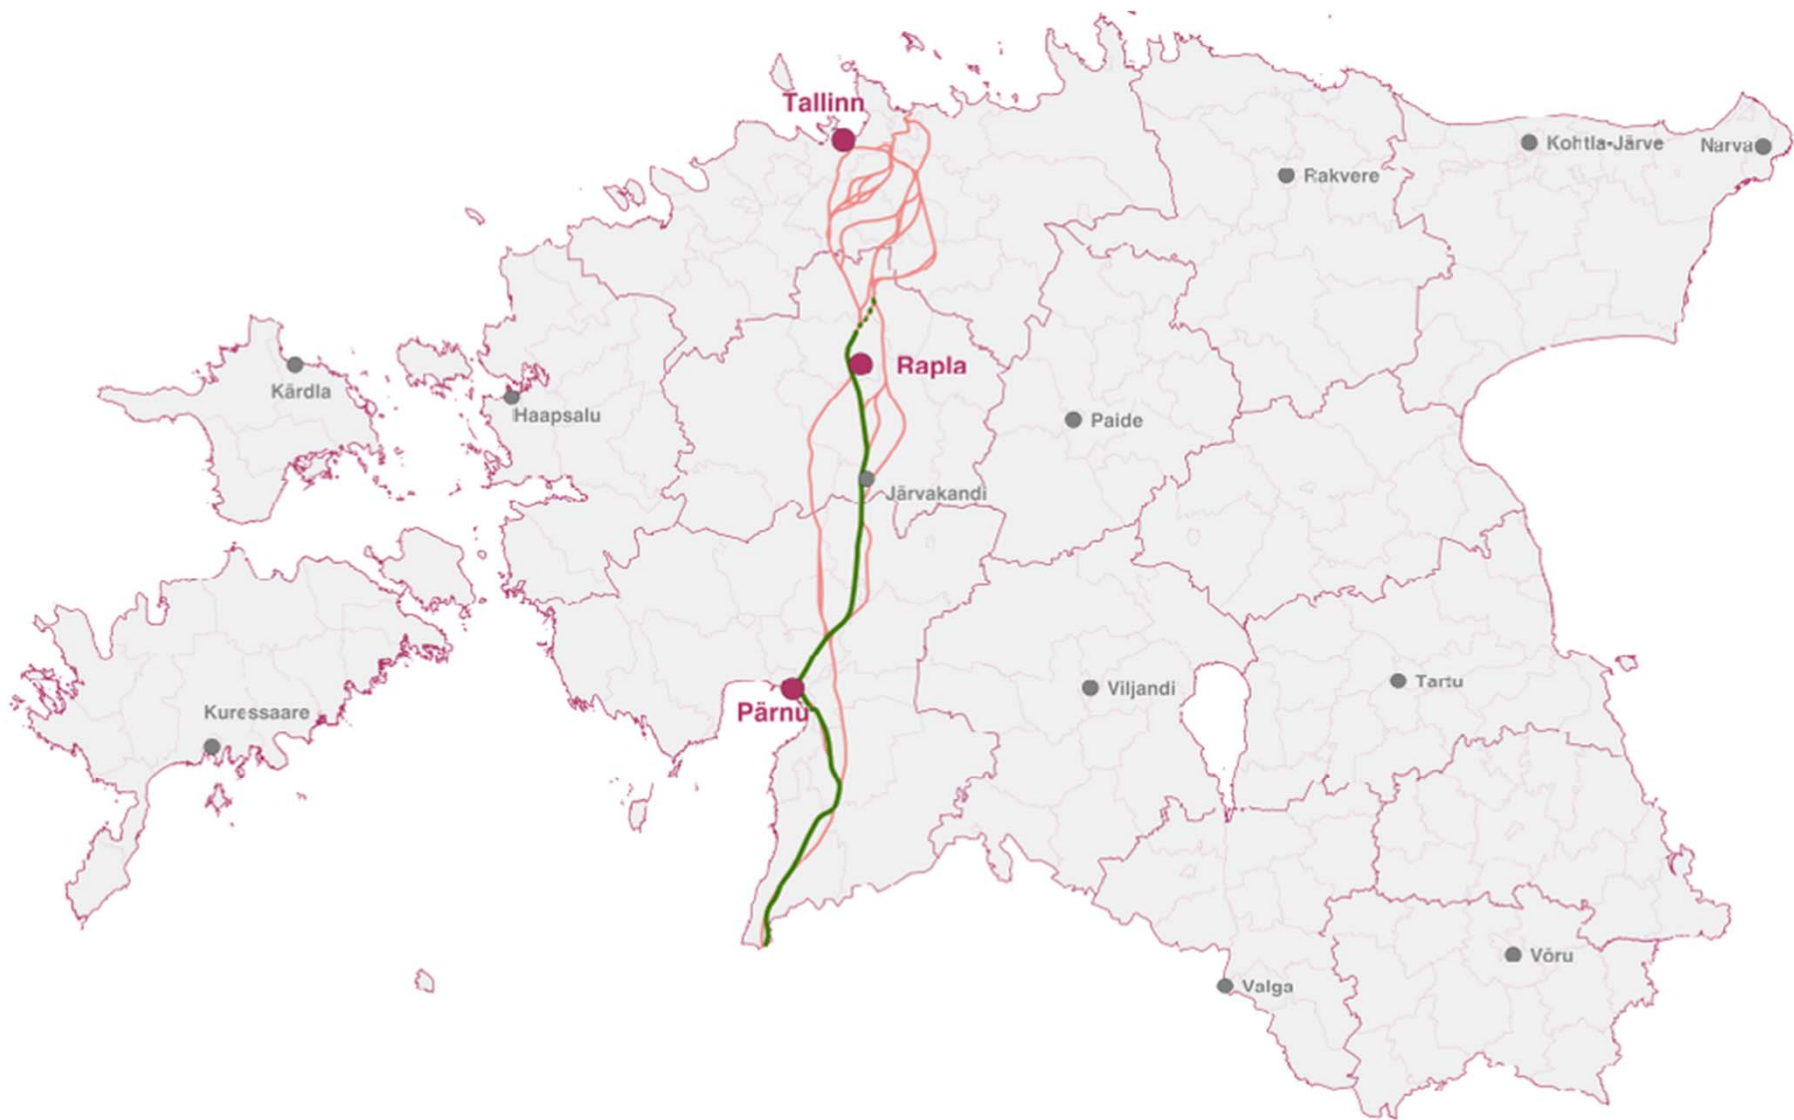 Tallinn
Kohtla-Järve
Narva
Rakvere
Rapla
Kärdla
Haapsalu
Paide
Järvakandi
Tartu
Viljandi
Kuressaare
Pärnu
Võru
Valga